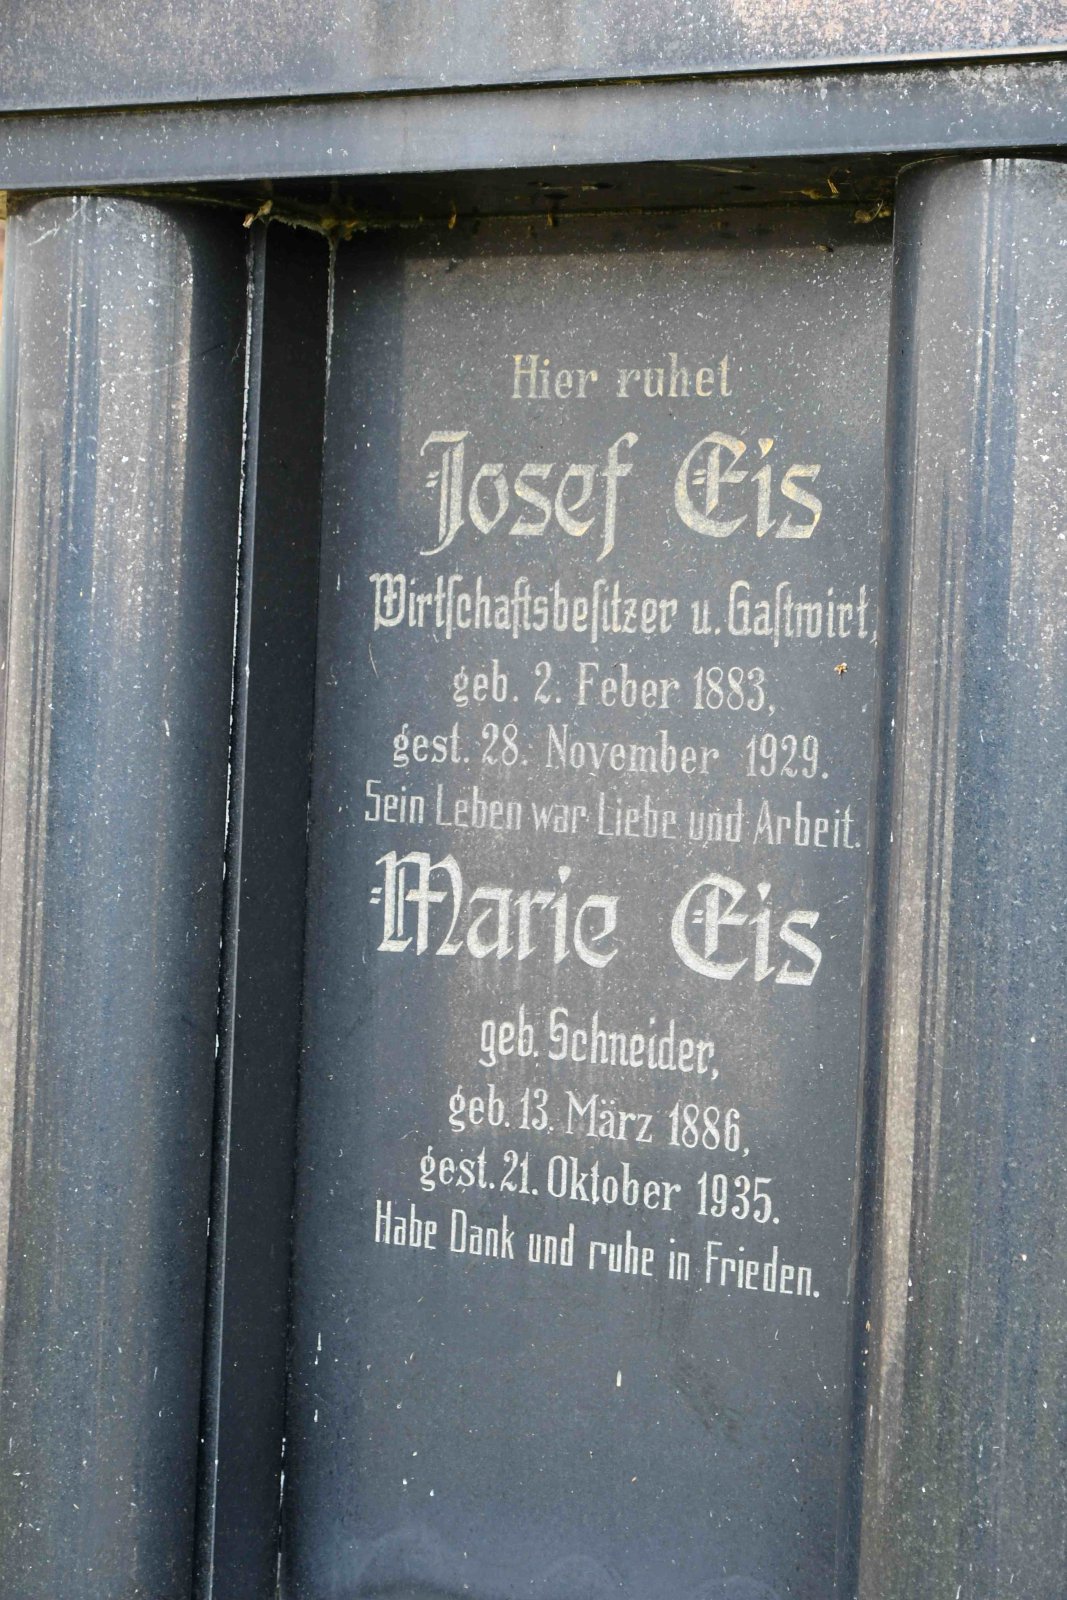 Hier ruhet
Josef Eis
Wirtſchaftsbeſitzer u. Gaſtwirt,
geb. 2. Feber 1883,
gest. 28. November 1929.
Sein Leben war Liebe und Arbeit.
Marie Eis
geb. Schneider,
geb. 13. März 1886,
gest. 21. Oktober 1935.
Habe Dank und ruhe in Frieden.